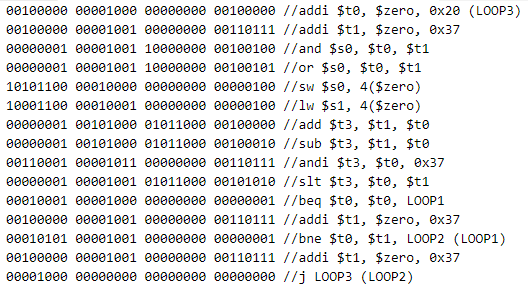 00100000 00001000 00000000 00100000 //addi $t0, $zero, 0x20 (LOOP3)
00100000 00001001 00000000 00110111 //addi $t1, $zero, 0x37
00000001 00001001 10000000 00100100 //and $s0, $t0, $t1
00000001 00001001 10000000 00100101 //or $s0, $t0, $t1
10101100 00010000 00000000 00000100 //sw $s0, 4($zero)
10001100 00010001 00000000 00000100 //lw $s1, 4($zero)
00000001 00101000 01011000 00100000 //add $t3, $t1, $t0
00000001 00101000 01011000 00100010 //sub $t3, $t1, $t0
00110001 00001011 00000000 00110111 //andi $t3, $t0, 0x37
00000001 00001001 01011000 00101010 //slt $t3, $t0, $t1
00010001 00001000 00000000 00000001 //beq $t0, $t0, LOOP1
00100000 00001001 00000000 00110111 //addi $t1, $zero, 0x37
00010101 00001001 00000000 00000001 //bne $t0, $t1, LOOP2 (LOOP1)
00100000 00001001 00000000 00110111 //addi $t1, $zero, 0x37
00001000 00000000 00000000 00000000 //j LOOP3 (LOOP2)